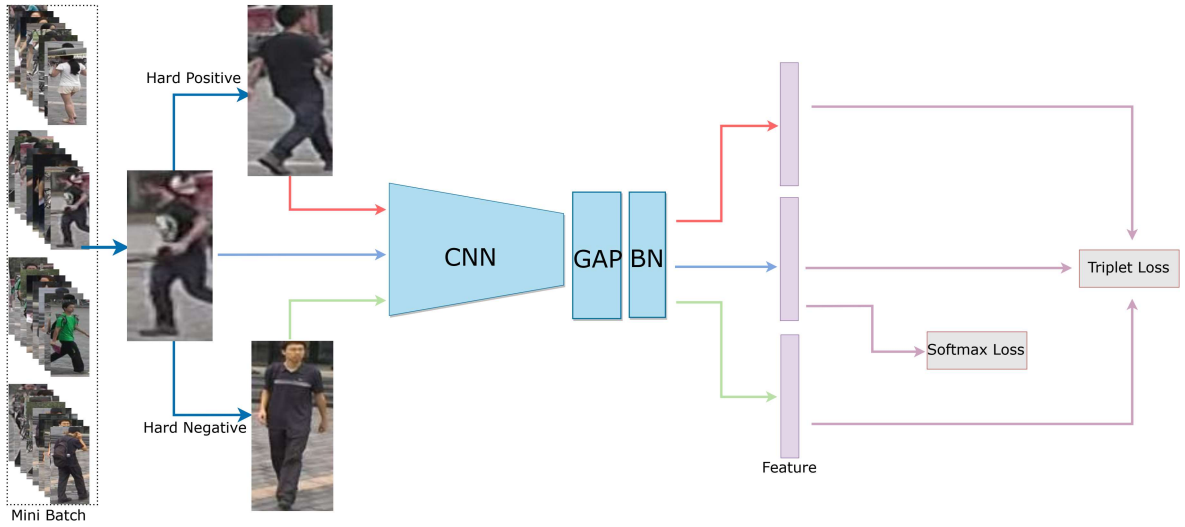 Hard Positive
CNN
GAP
BN
Triplet Loss
Softmax Loss
Hard Negative
Feature
Mini Batch